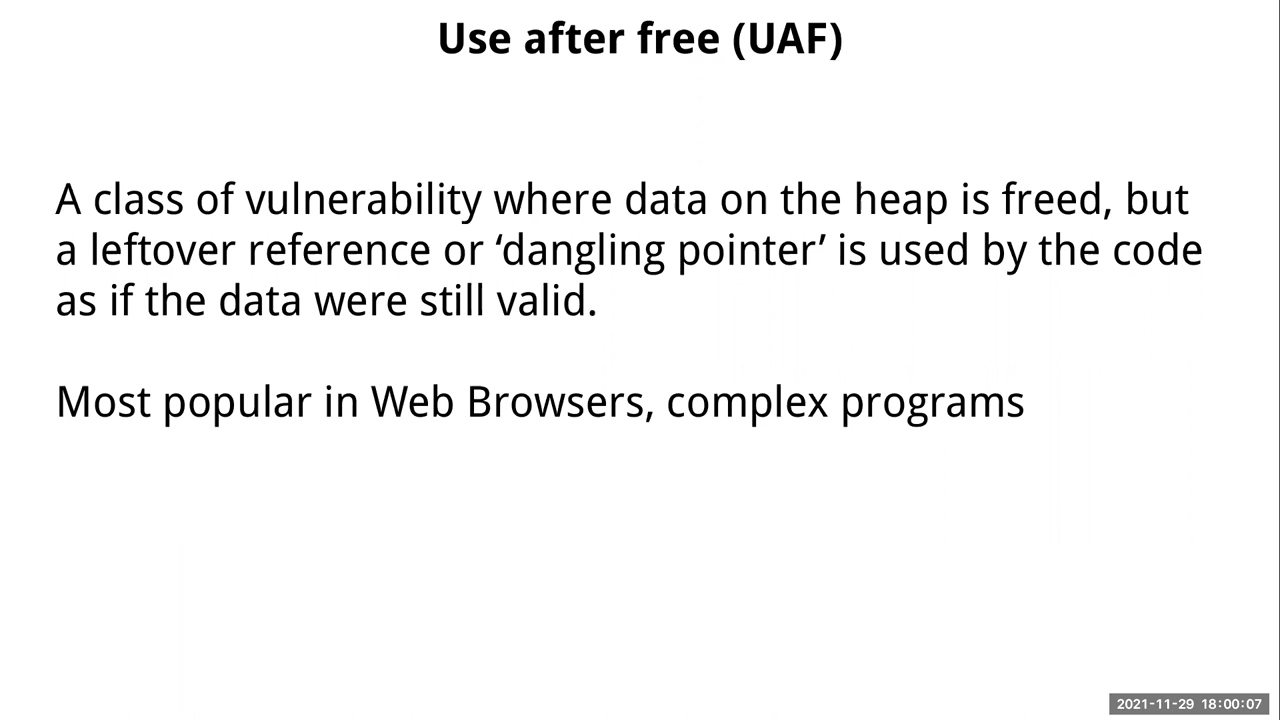 Use after free (UAF)
A class of vulnerability where data on the heap is freed, but
a leftover reference or ‘dangling pointer’ is used by the code
as if the data were still valid.
Most popular in Web Browsers, complex programs
2021-11-29 18:00:07